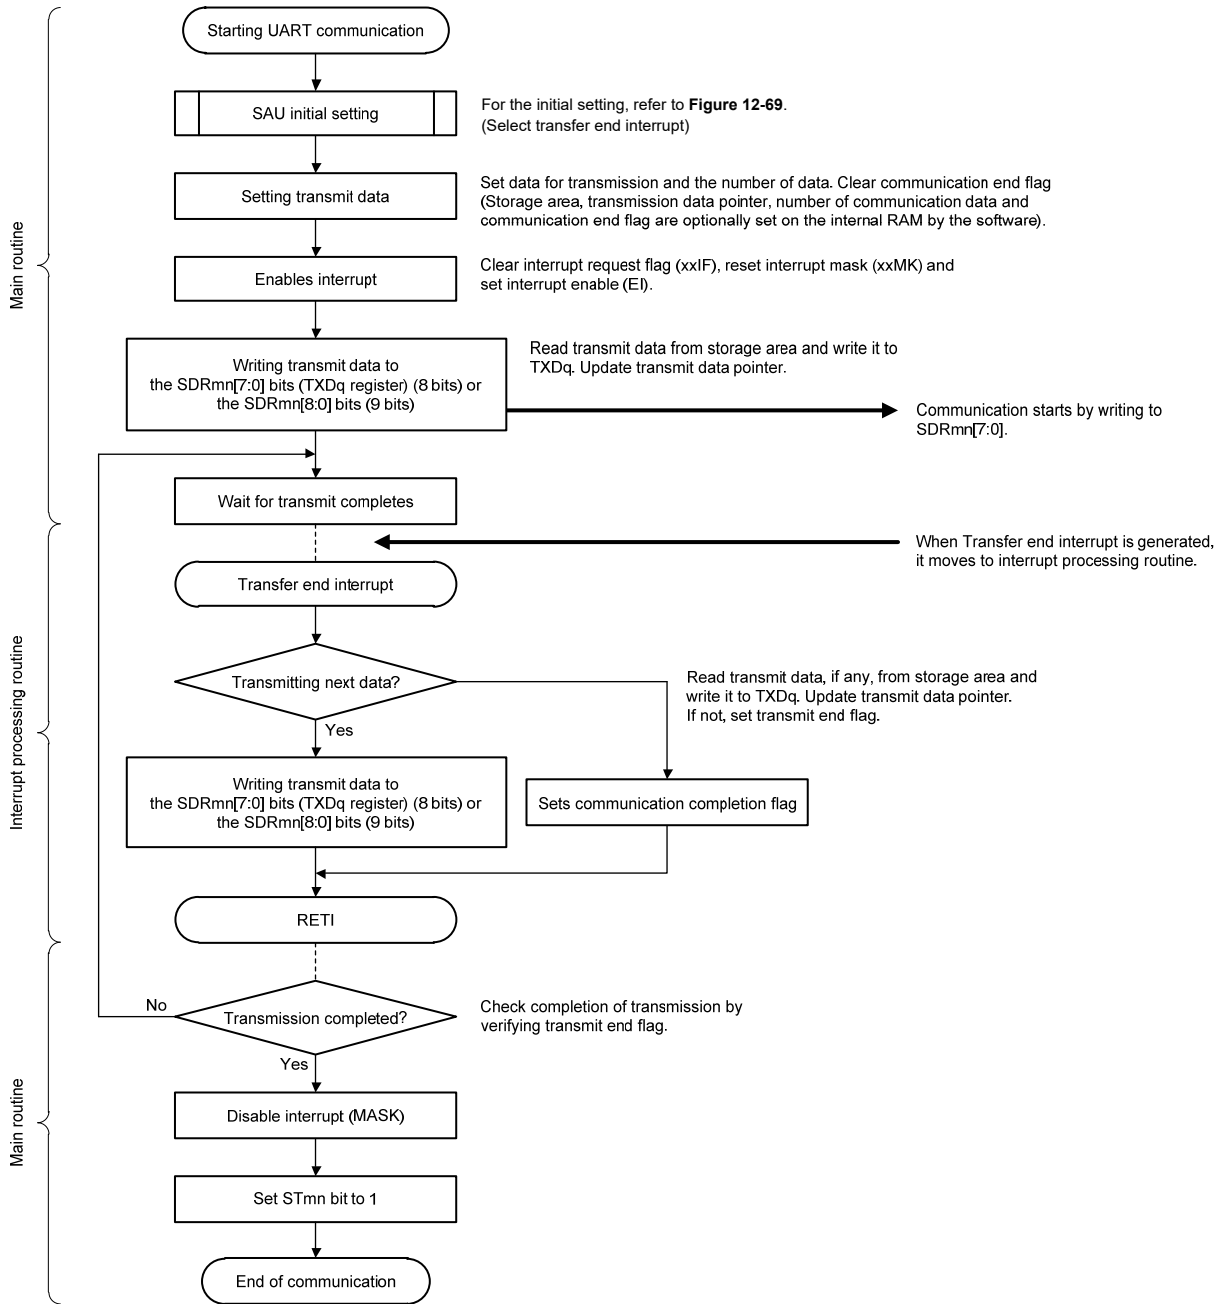 Starting UART communication
SAU initial setting
For the initial setting, refer to Figure 12-69.
(Select transfer end interrupt)
Setting transmit data
Set data for transmission and the number of data. Clear communication end flag
(Storage area, transmission data pointer, number of communication data and
communication end flag are optionally set on the internal RAM by the software).
Main routine
Enables interrupt
Clear interrupt request flag (xxIF), reset interrupt mask (xxMK) and
set interrupt enable (EI).
Writing transmit data to
the SDRmn[7:0] bits (TXDq register) (8 bits) or
the SDRmn[8:0] bits (9 bits)
Read transmit data from storage area and write it to
TXDq. Update transmit data pointer.
Communication starts by writing to
SDRmn[7:0].
Wait for transmit completes
When Transfer end interrupt is generated,
it moves to interrupt processing routine.
Transfer end interrupt
Transmitting next data?
Read transmit data, if any, from storage area and
write it to TXDq. Update transmit data pointer.
If not, set transmit end flag.
Yes
Interrupt processing routine
Writing transmit data to
the SDRmn[7:0] bits (TXDq register) (8 bits) or
the SDRmn[8:0] bits (9 bits)
Sets communication completion flag
RETI
No
Transmission completed?
Check completion of transmission by
verifying transmit end flag.
Yes
Main routine
Disable interrupt (MASK)
Set STmn bit to 1
End of communication